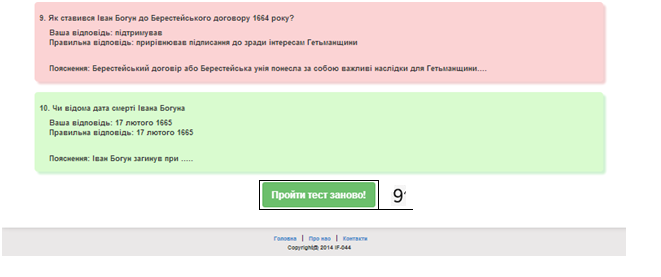 9. Як ставився Іван Богун до Берестейського договору 1664 року?
Ваша відповідь: підтримував
Правильна відповідь: прирівнював підписання до зради інтересам Гетьманщини
Пояснення: Берестейський договір або Берестейська унія понесла за собою важливі наслідки для Гетьманщини....
10. Чи відома дата смерті Івана Богуна
Ваша відповідь: 17 лютого 1665
Правильна відповідь: 17 лютого 1665
Пояснення: Іван Богун загинув при .....
Пройти тест заново!
9'
Головна | Про нас | Контакти
Copyright@ 2014 IF-044